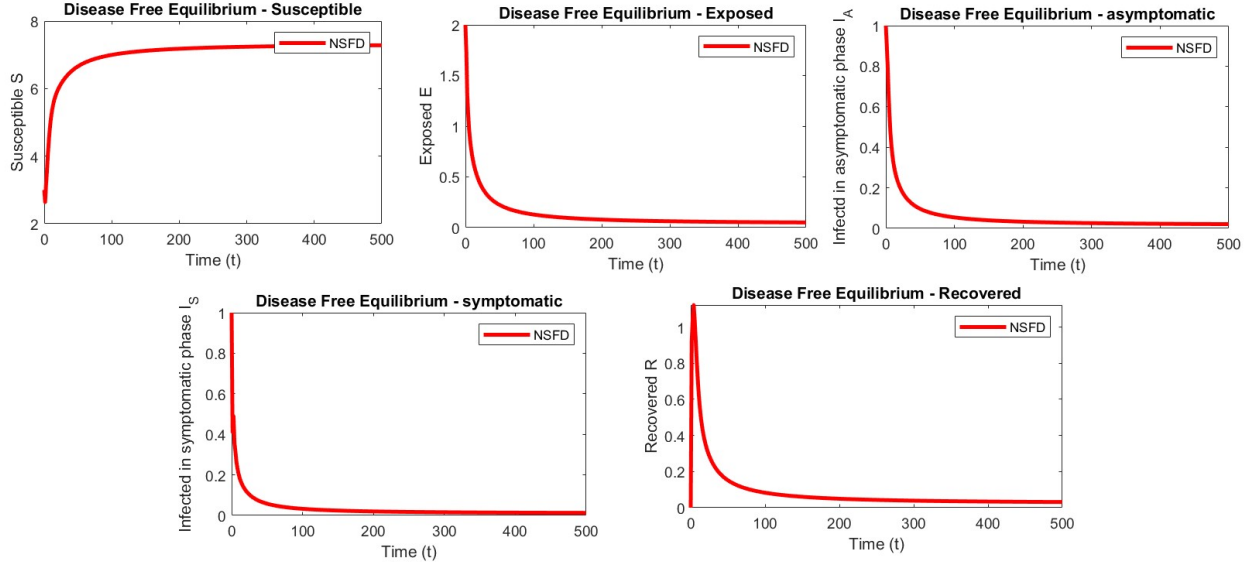 Disease Free Equilibrium - Susceptible
Susceptible S
8
6
4
2
NSFD
0 100 200 300 400 500
Time (t)
Disease Free Equilibrium - Exposed
Exposed E
2
1.5
1
0.5
0
NSFD
0 100 200 300 400 500
Time (t)
Disease Free Equilibrium - asymptomatic
Infectd in asymptomatic phase I_A
1
0.8
0.6
0.4
0.2
0
NSFD
0 100 200 300 400 500
Time (t)
Disease Free Equilibrium - symptomatic
Infected in symptomatic phase I_S
1
0.8
0.6
0.4
0.2
0
NSFD
0 100 200 300 400 500
Time (t)
Disease Free Equilibrium - Recovered
Recovered R
1
0.8
0.6
0.4
0.2
0
NSFD
0 100 200 300 400 500
Time (t)